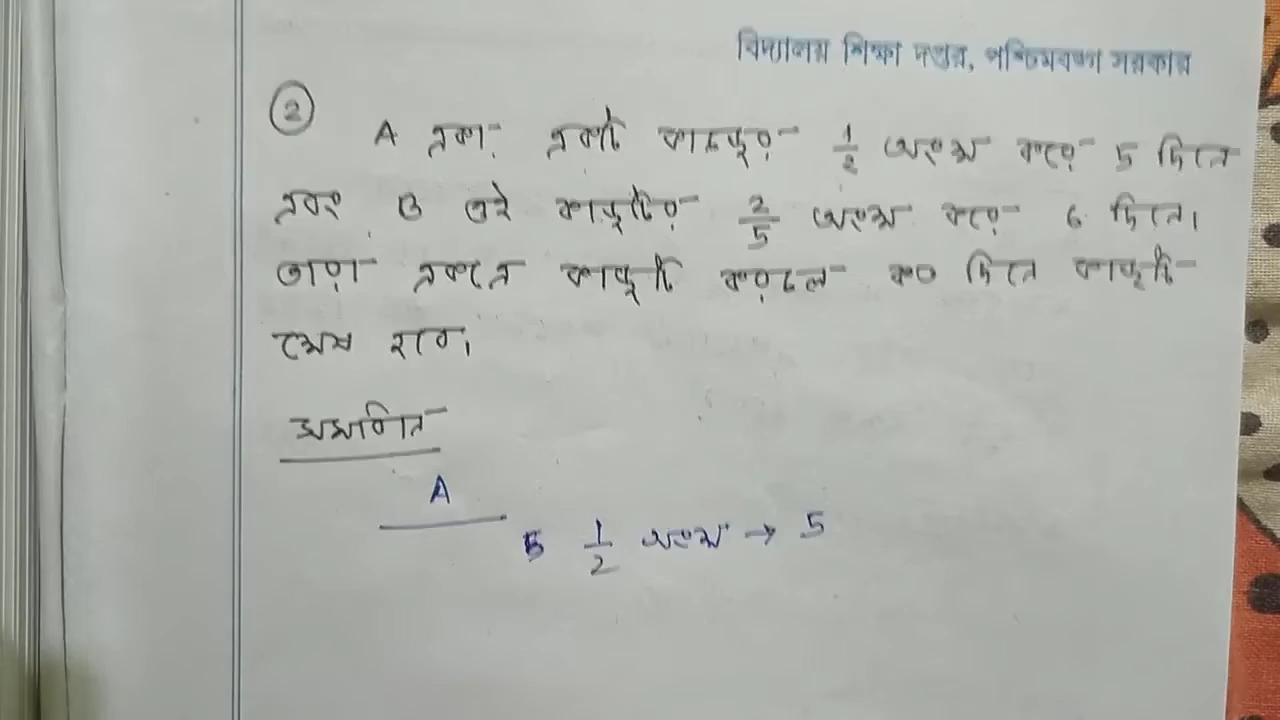 বিদ্যালয় শিক্ষা দপ্তর, পশ্চিমবঙ্গ সরকার
2 A একা একটি কাজের 1/2 অংশ করে 5 দিনে
এবং B ওই কাজটির 2/5 অংশ করে 6 দিনে।
তারা একত্রে কাজটি করলে কত দিনে কাজটি
শেষ হবে।
A
1/2 অংশ → 5